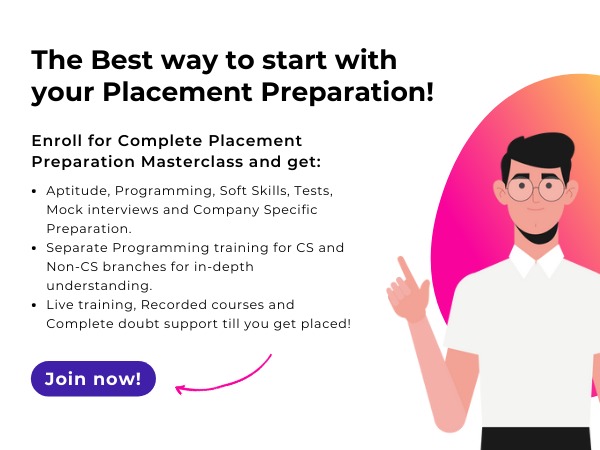 The Best way to start with
your Placement Preparation!
Enroll for Complete Placement
Preparation Masterclass and get:
• Aptitude, Programming, Soft Skills, Tests,
Mock interviews and Company Specific
Preparation.
• Separate Programming training for CS and
Non-CS branches for in-depth
understanding.
• Live training, Recorded courses and
Complete doubt support till you get placed!
Join now!